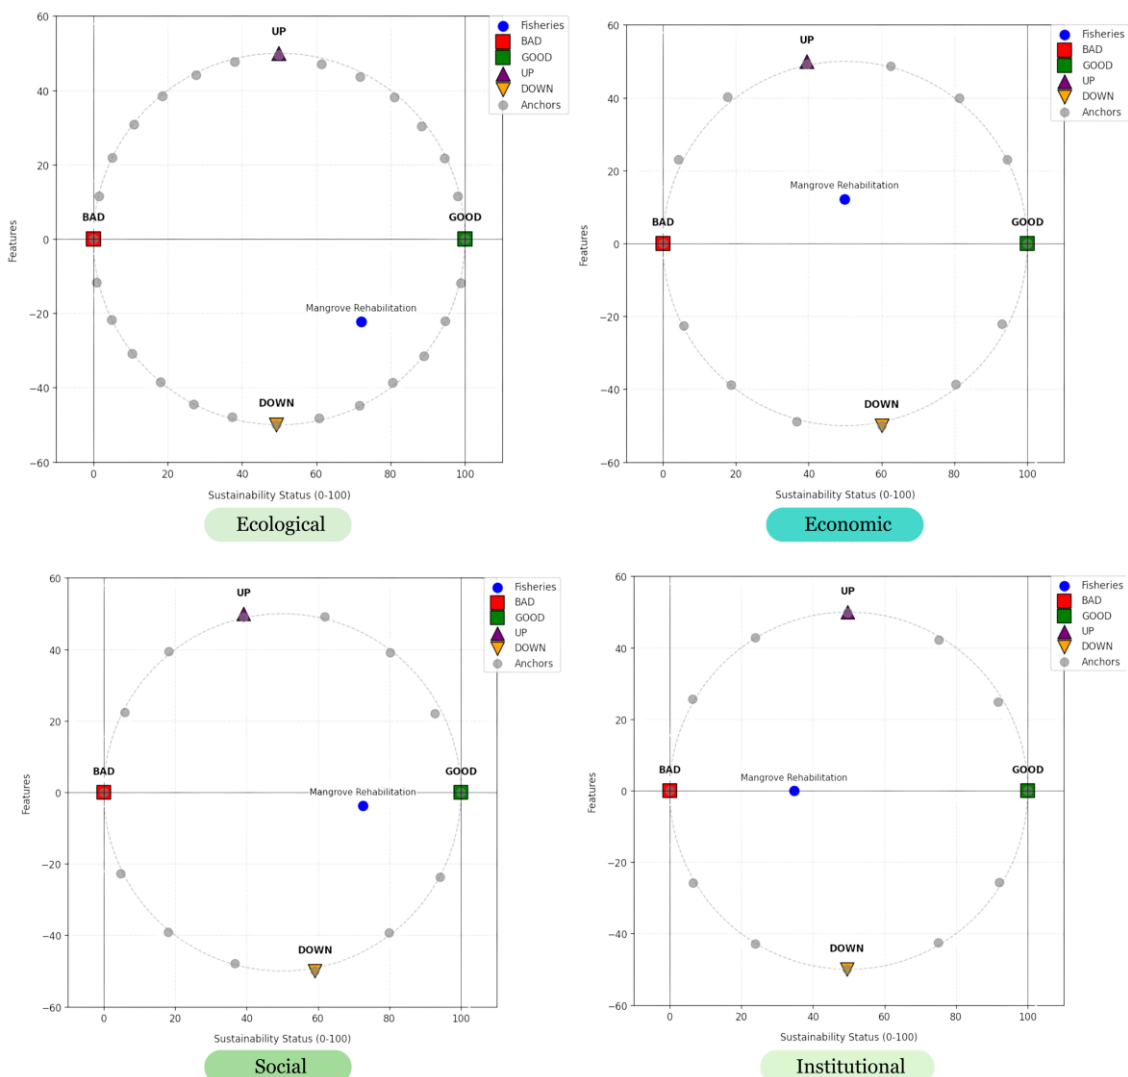 60
UP
Fisheries
BAD
GOOD
UP
DOWN
Anchors
40
20
BAD
GOOD
0
Features
Mangrove Rehabilitation
−20
−40
DOWN
−60
0 20 40 60 80 100
Sustainability Status (0-100)
Ecological
60
UP
Fisheries
BAD
GOOD
UP
DOWN
Anchors
40
20
Mangrove Rehabilitation
BAD
GOOD
0
Features
−20
−40
DOWN
−60
0 20 40 60 80 100
Sustainability Status (0-100)
Economic
60
UP
Fisheries
BAD
GOOD
UP
DOWN
Anchors
40
20
BAD
GOOD
0
Mangrove Rehabilitation
Features
−20
−40
DOWN
−60
0 20 40 60 80 100
Sustainability Status (0-100)
Social
60
UP
Fisheries
BAD
GOOD
UP
DOWN
Anchors
40
20
BAD
GOOD
Mangrove Rehabilitation
0
Features
−20
−40
DOWN
−60
0 20 40 60 80 100
Sustainability Status (0-100)
Institutional